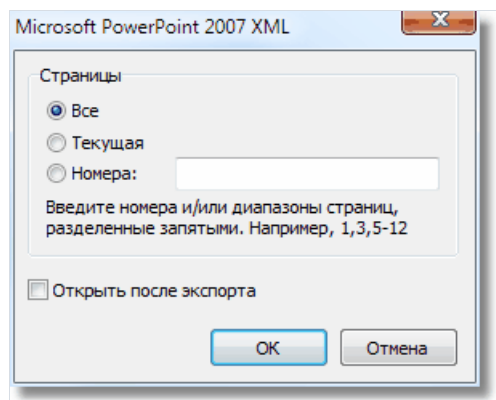 Microsoft PowerPoint 2007 XML
Страницы
Все
Текущая
Номера:
Введите номера и/или диапазоны страниц,
разделенные запятыми. Например, 1,3,5-12
Открыть после экспорта
OK
Отмена